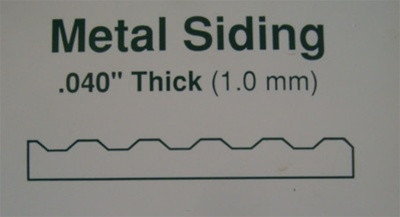 Metal Siding
.040" Thick (1.0 mm)